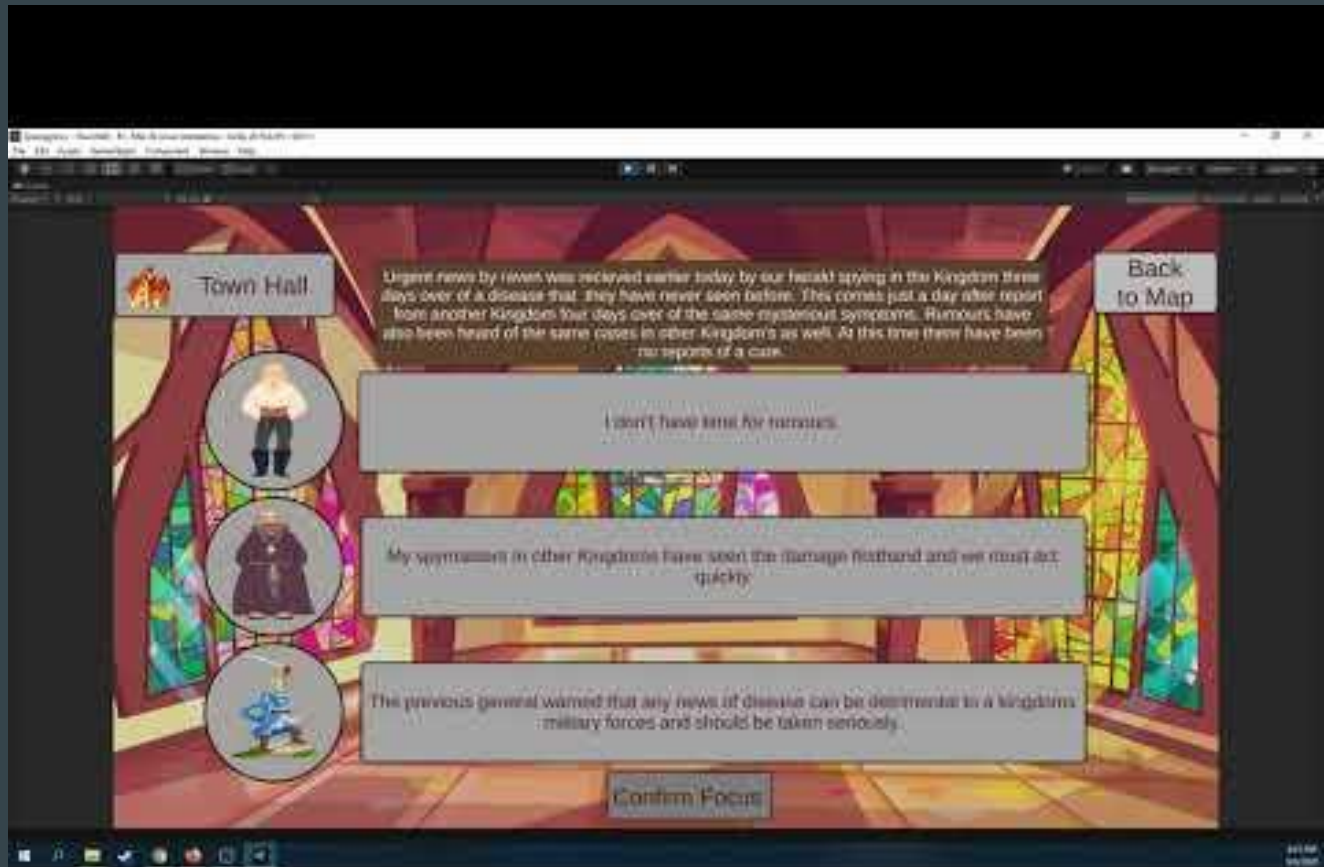 Town Hall
Urgent news by raven was recieved earlier today by our herald spying in the Kingdom three
days over of a disease that they have never seen before. This comes just a day after report
from another Kingdom four days over of the same mysterious symptoms. Rumours have
also been heard of the same cases in other Kingdom's as well. At this time there have been
no reports of a cure.
Back
to Map
I don't have time for rumours.
My spymasters in other Kingdoms have seen the damage firsthand and we must act
quickly
The previous general warned that any news of disease can be detrimental to a kingdoms
military forces and should be taken seriously.
Confirm Focus